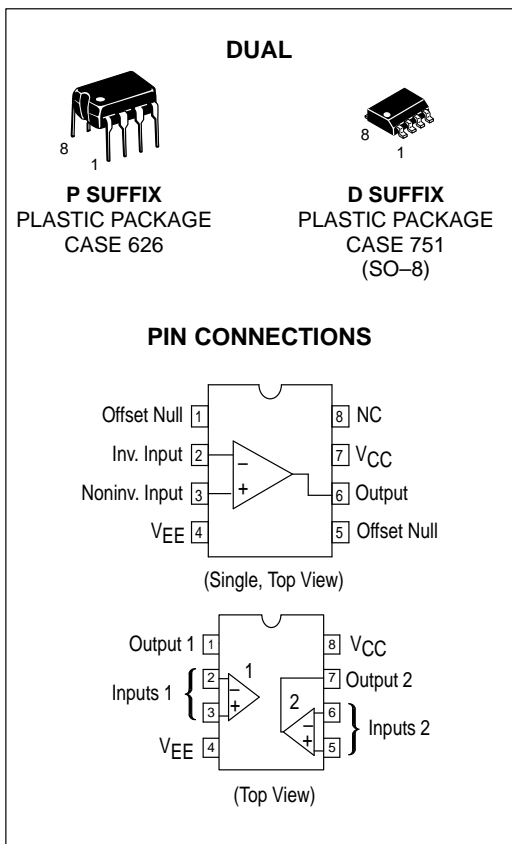 DUAL
8
1
8
1
P SUFFIX
PLASTIC PACKAGE
CASE 626
D SUFFIX
PLASTIC PACKAGE
CASE 751
(SO–8)
PIN CONNECTIONS
Offset Null 1
8 NC
Inv. Input 2
–
7 VCC
Noninv. Input 3
+
6 Output
VEE 4
5 Offset Null
(Single, Top View)
Output 1 1
8 VCC
Inputs 1
2
3
–
+
1
7 Output 2
2
–
+
6
5
Inputs 2
VEE 4
(Top View)